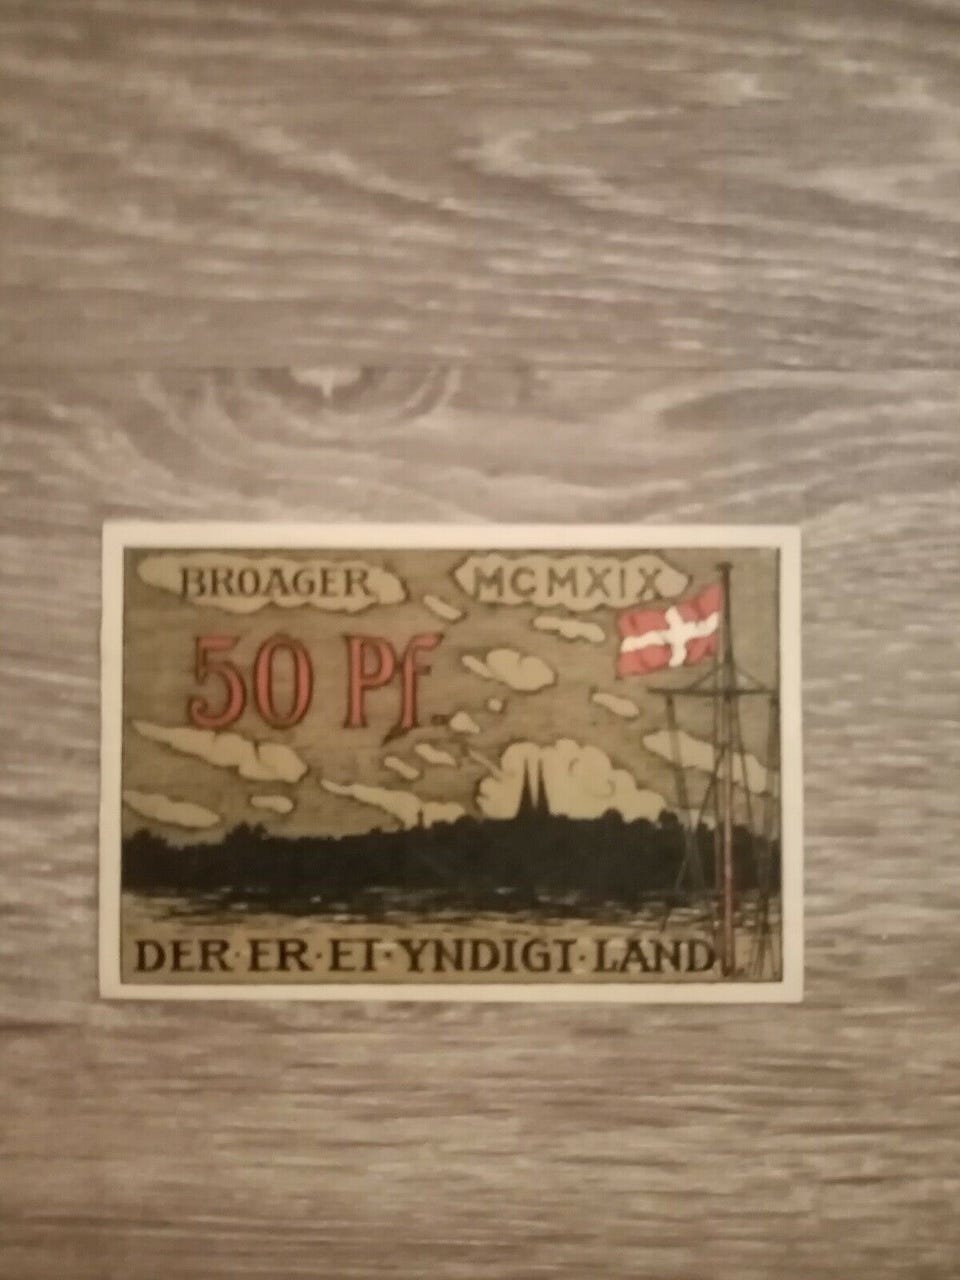 BROAGER MCMXIX
50 Pf.
DER·ER·ET·YNDIGT·LAND